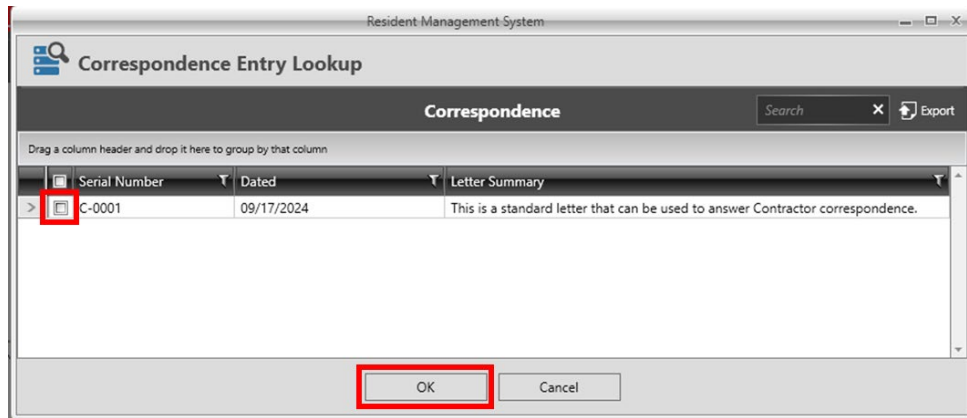 Resident Management System
Correspondence Entry Lookup
Correspondence
Search
Export
Drag a column header and drop it here to group by that column
Serial Number Dated Letter Summary
C-0001 09/17/2024 This is a standard letter that can be used to answer Contractor correspondence.
OK Cancel